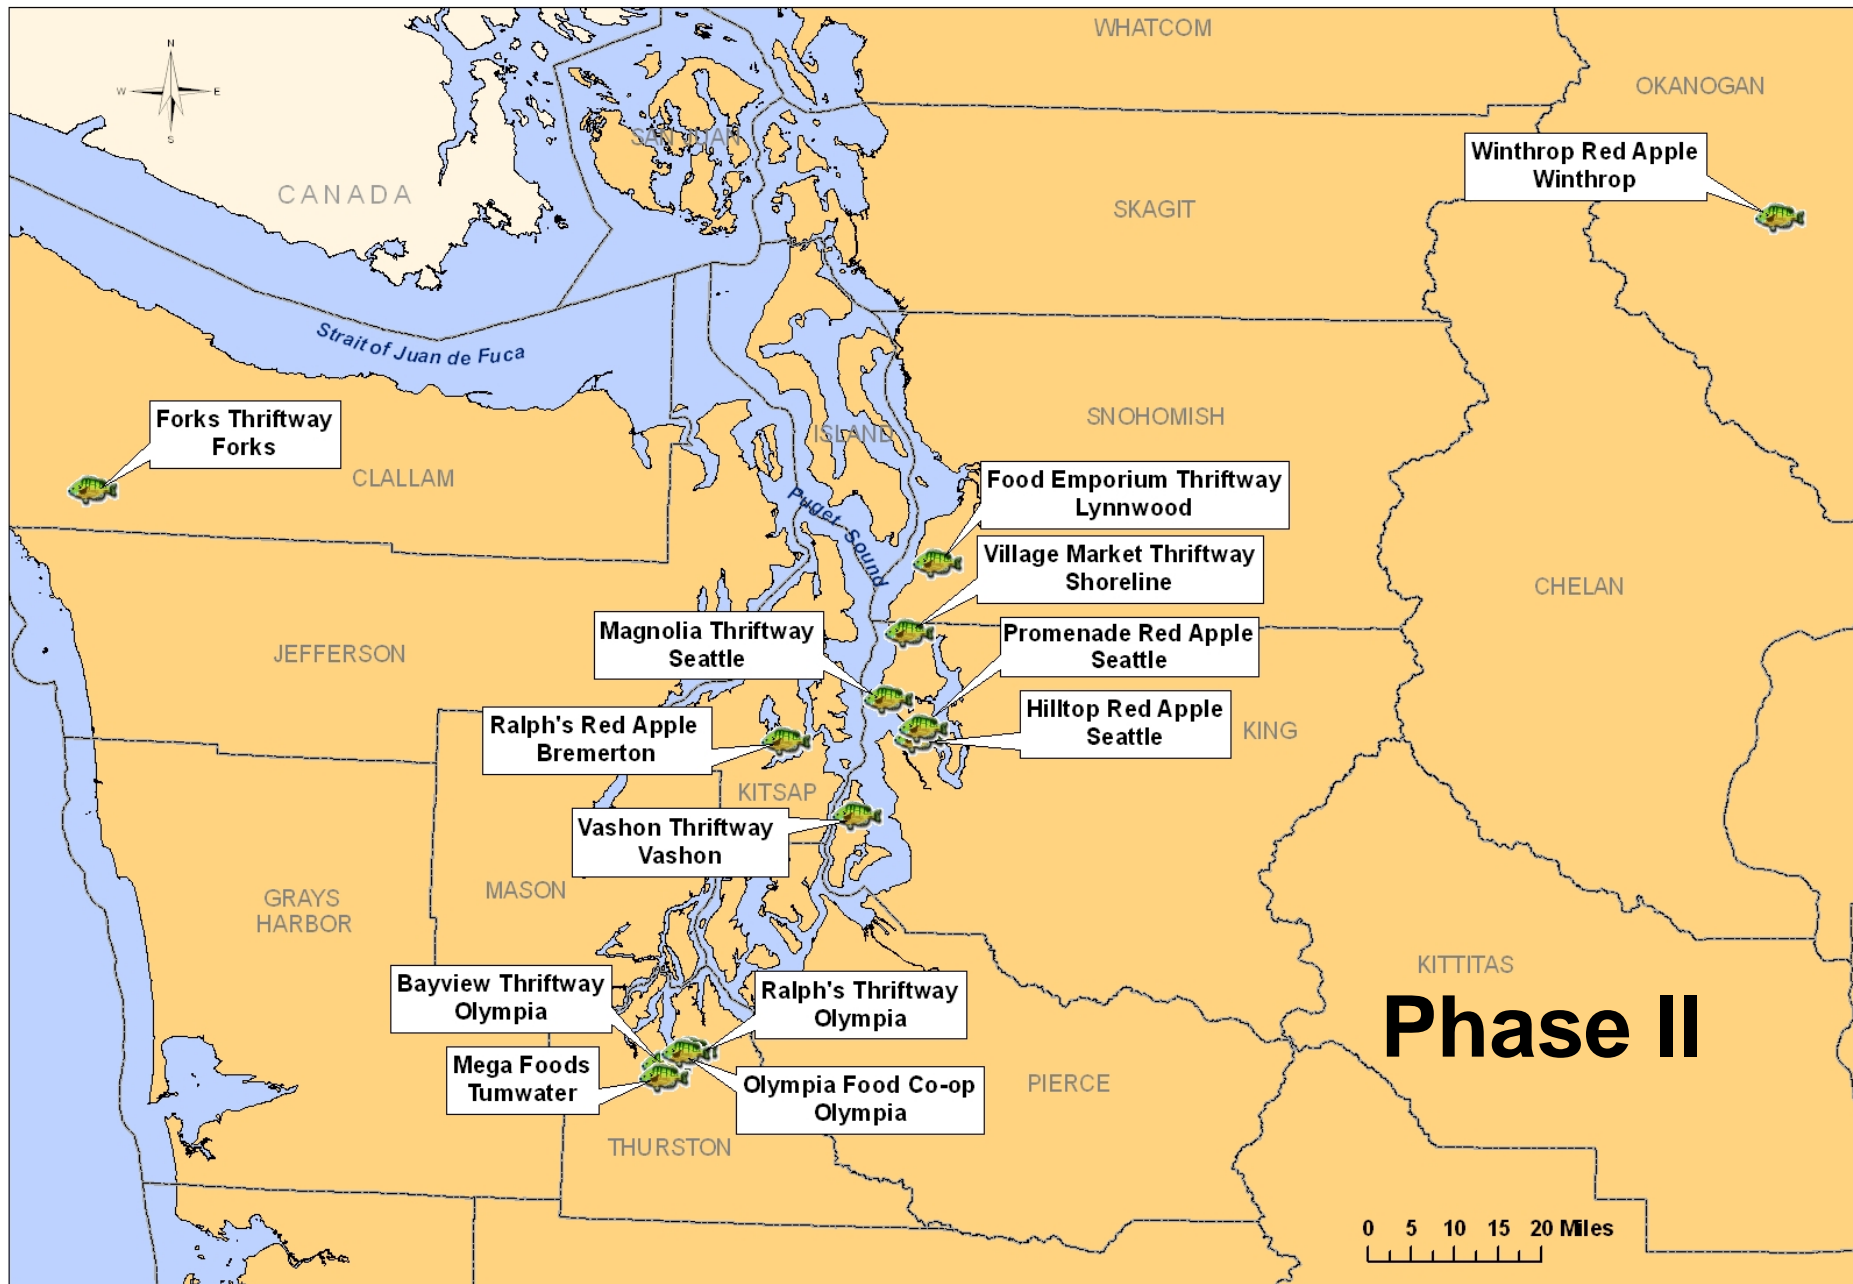 WHATCOM
N
W E
S
OKANOGAN
SAN JUAN
Winthrop Red Apple
Winthrop
CANADA
SKAGIT
Strait of Juan de Fuca
Forks Thriftway
Forks
CLALLAM
ISLAND
SNOHOMISH
Food Emporium Thriftway
Lynnwood
Puget Sound
Village Market Thriftway
Shoreline
CHELAN
Magnolia Thriftway
Seattle
Promenade Red Apple
Seattle
JEFFERSON
Ralph's Red Apple
Bremerton
Hilltop Red Apple
Seattle
KING
KITSAP
Vashon Thriftway
Vashon
MASON
GRAYS
HARBOR
KITTITAS
Bayview Thriftway
Olympia
Ralph's Thriftway
Olympia
Phase II
Mega Foods
Tumwater
Olympia Food Co-op
Olympia
PIERCE
THURSTON
0 5 10 15 20 Miles